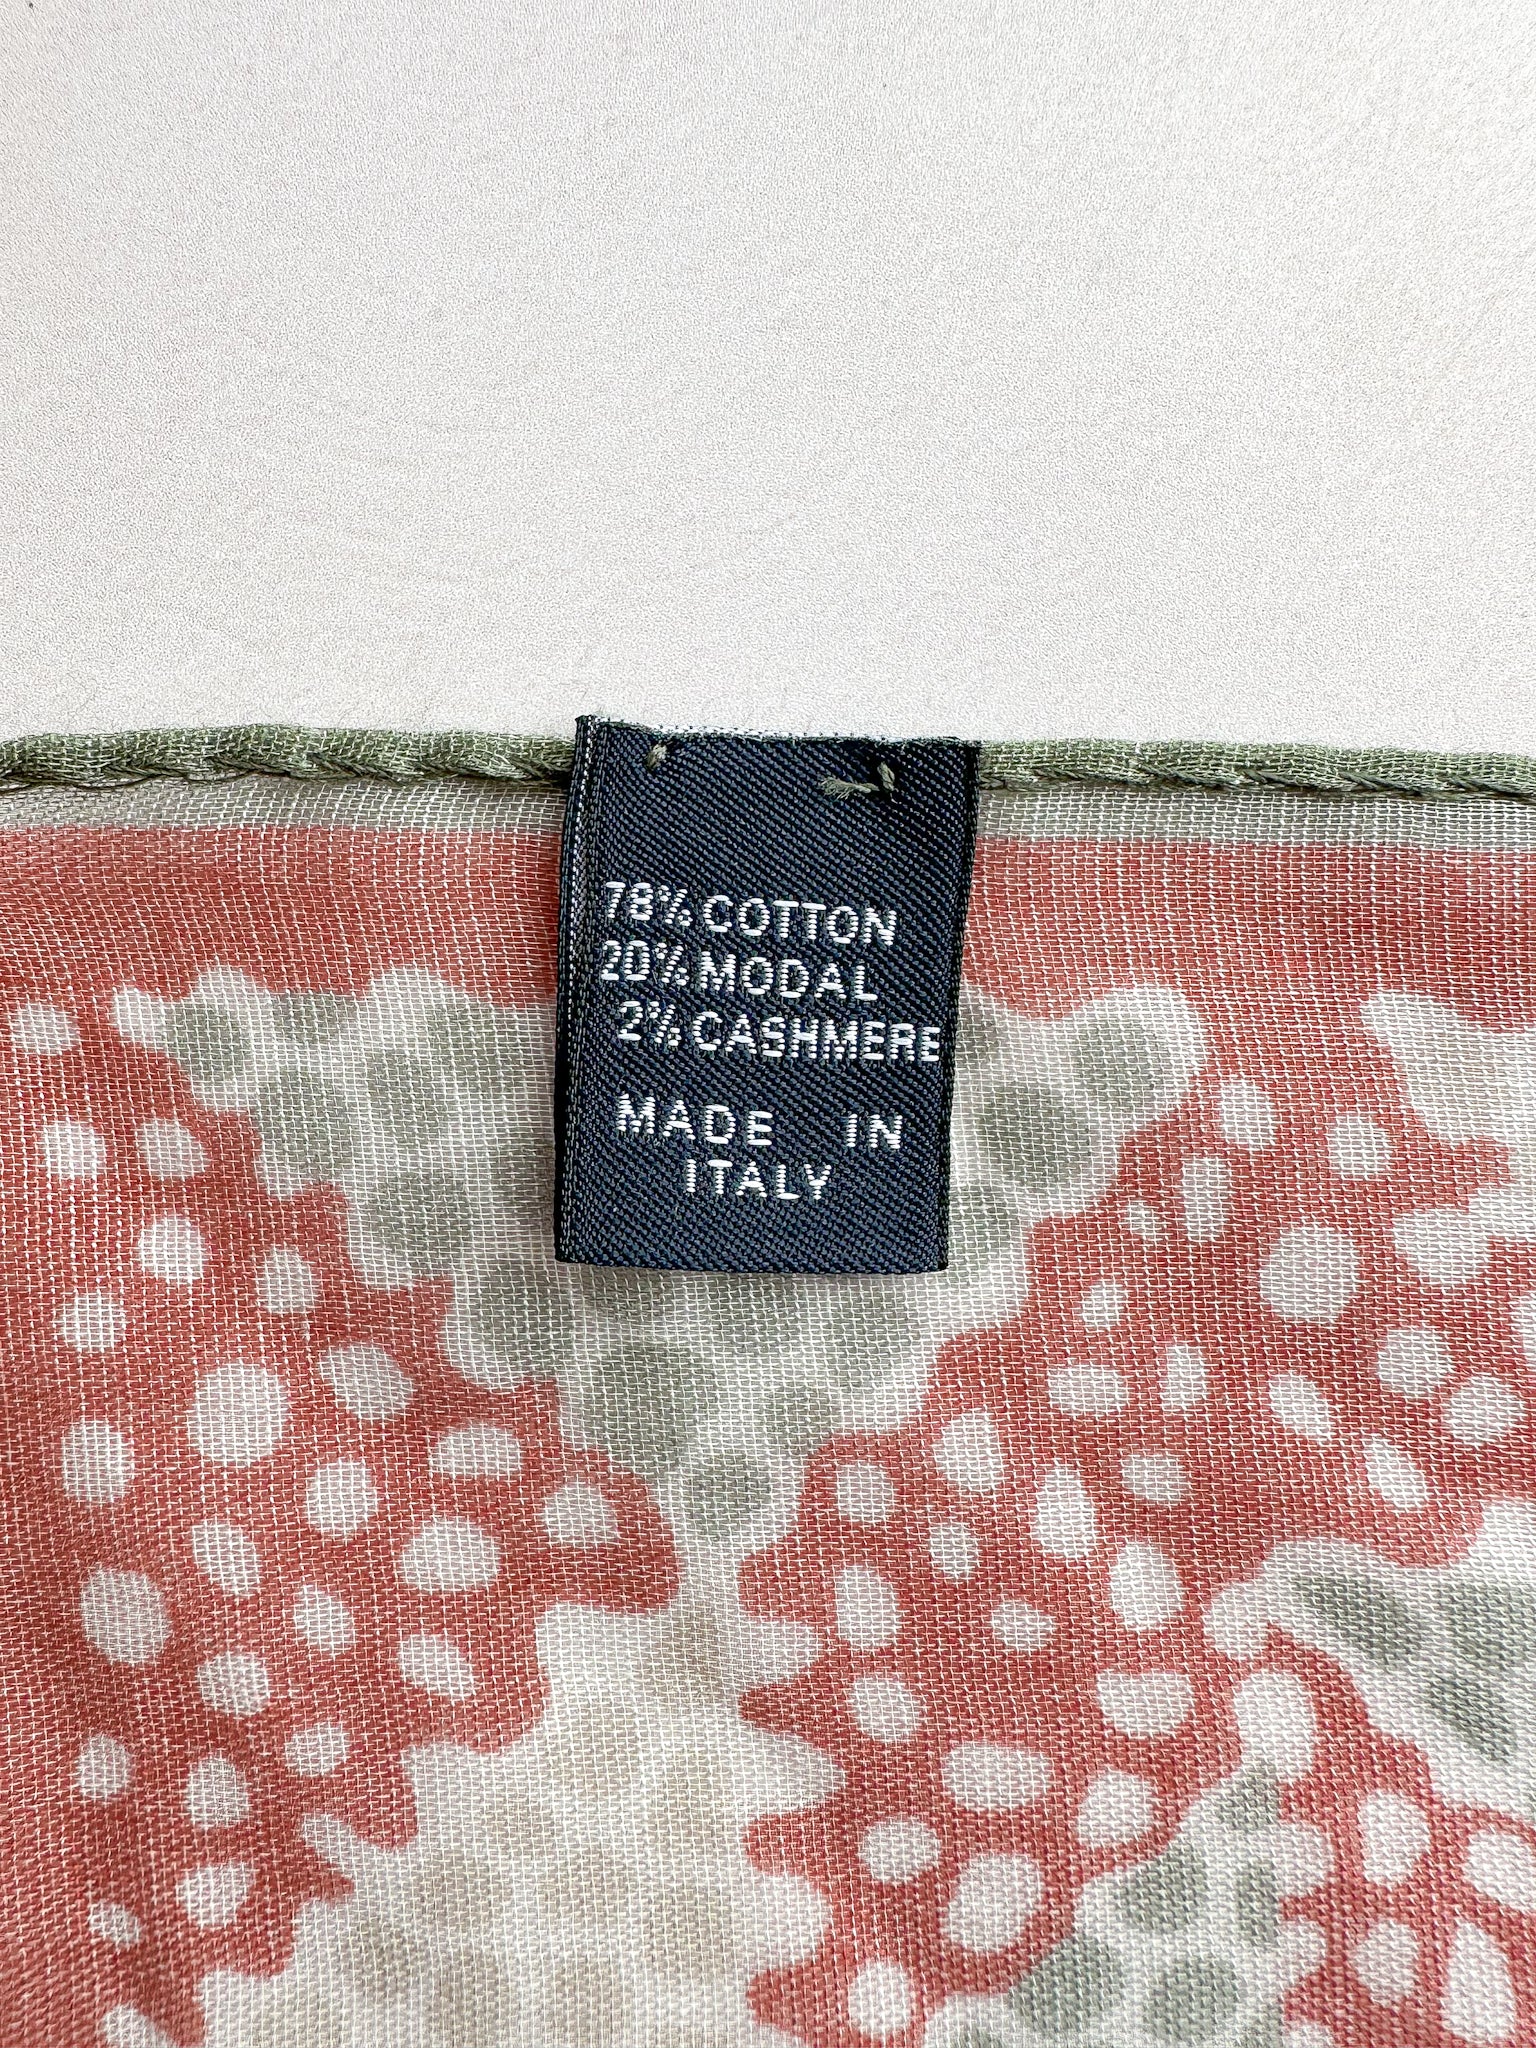 78% COTTON
20% MODAL
2% CASHMERE
MADE IN
ITALY